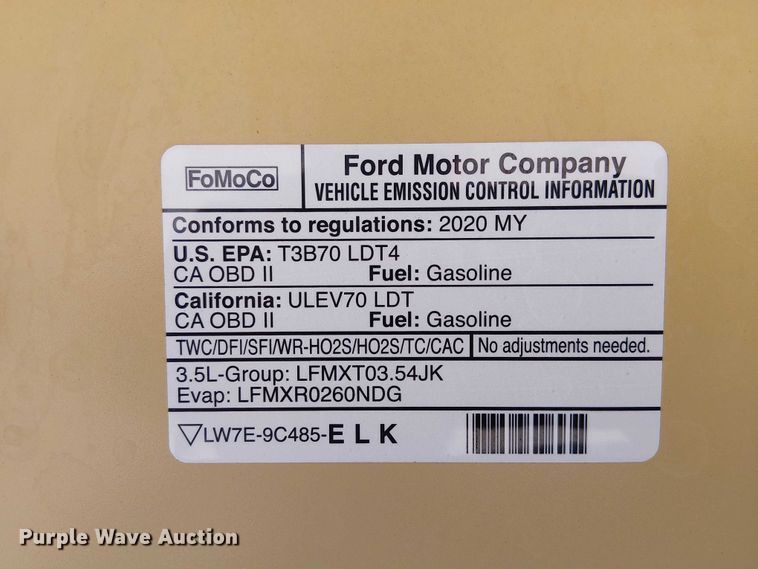 FoMoCo
Ford Motor Company
VEHICLE EMISSION CONTROL INFORMATION
Conforms to regulations: 2020 MY
U.S. EPA: T3B70 LDT4
CA OBD II Fuel: Gasoline
California: ULEV70 LDT
CA OBD II Fuel: Gasoline
TWC/DFI/SFI/WR-HO2S/HO2S/TC/CAC No adjustments needed.
3.5L-Group: LFMXT03.54JK
Evap: LFMXR0260NDG
▽LW7E-9C485-ELK
Purple Wave Auction